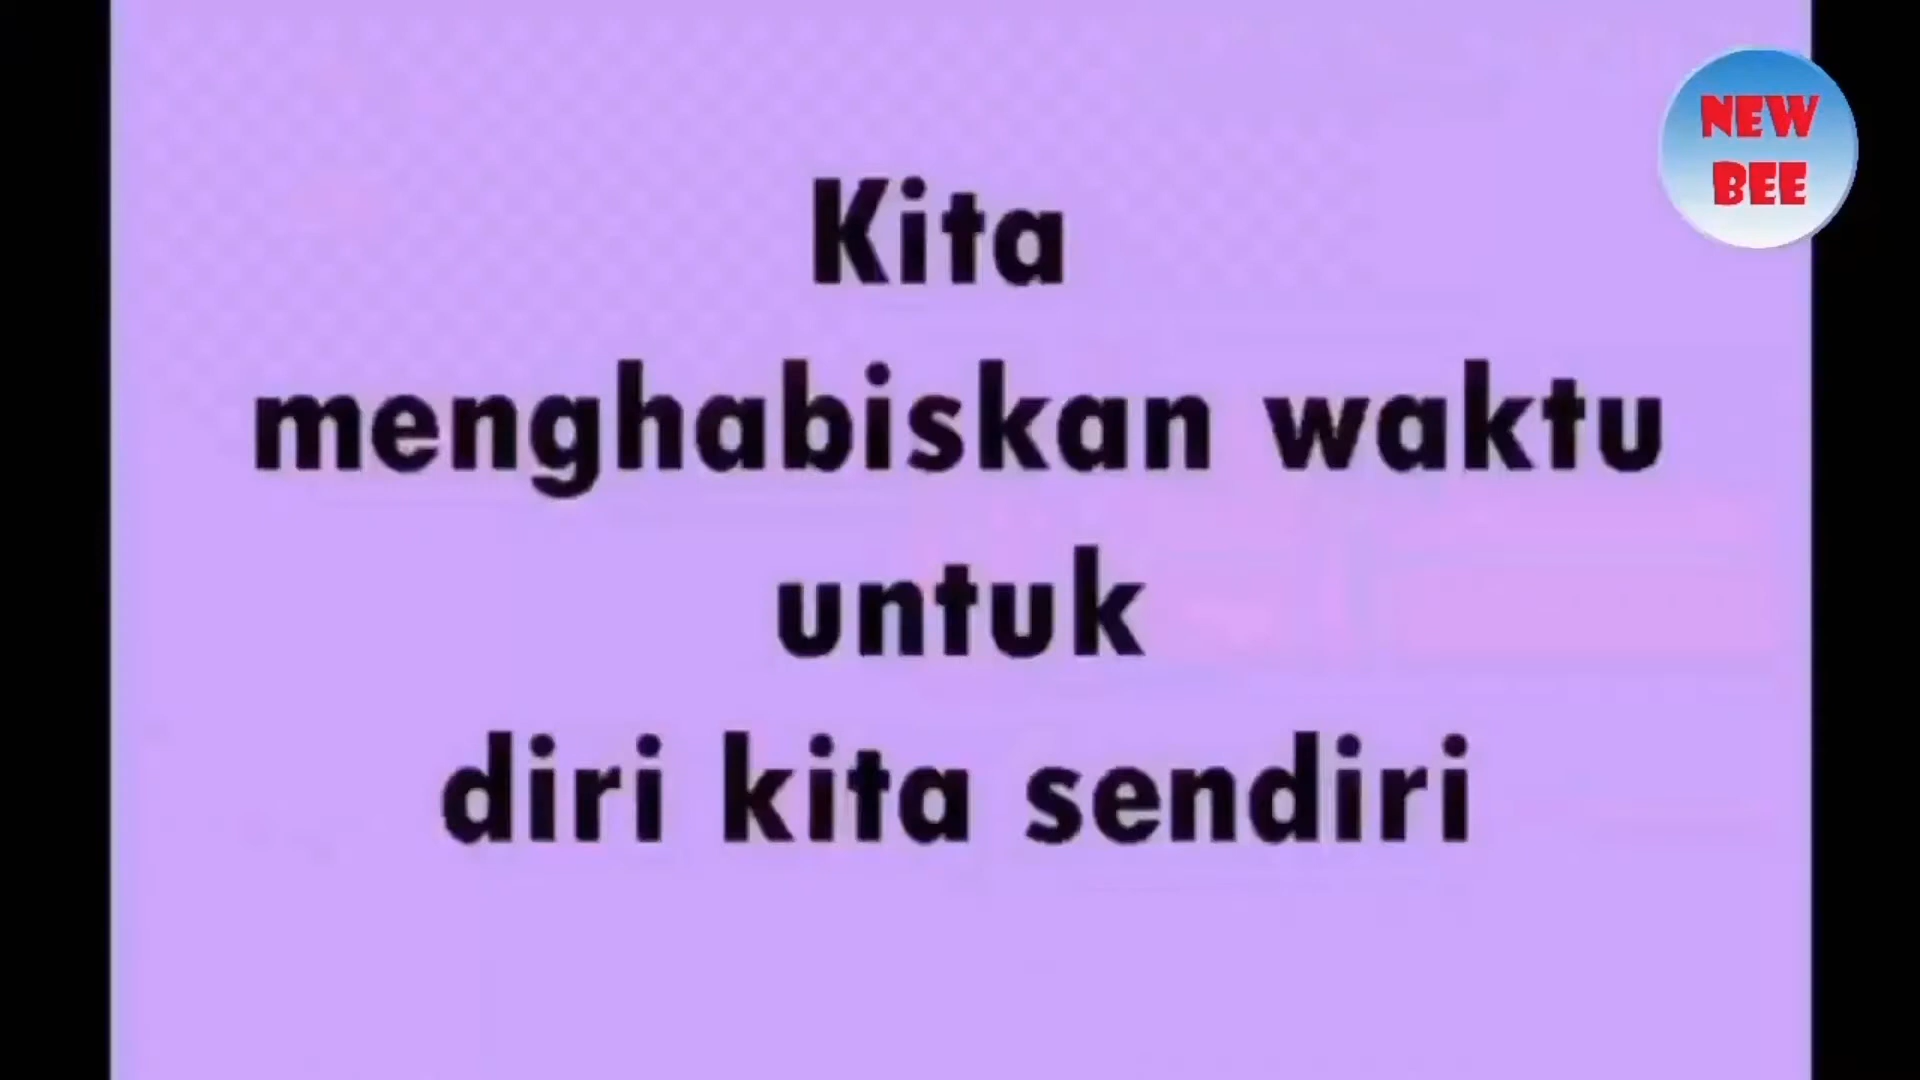 NEW
BEE
Kita
menghabiskan waktu
untuk
diri kita sendiri